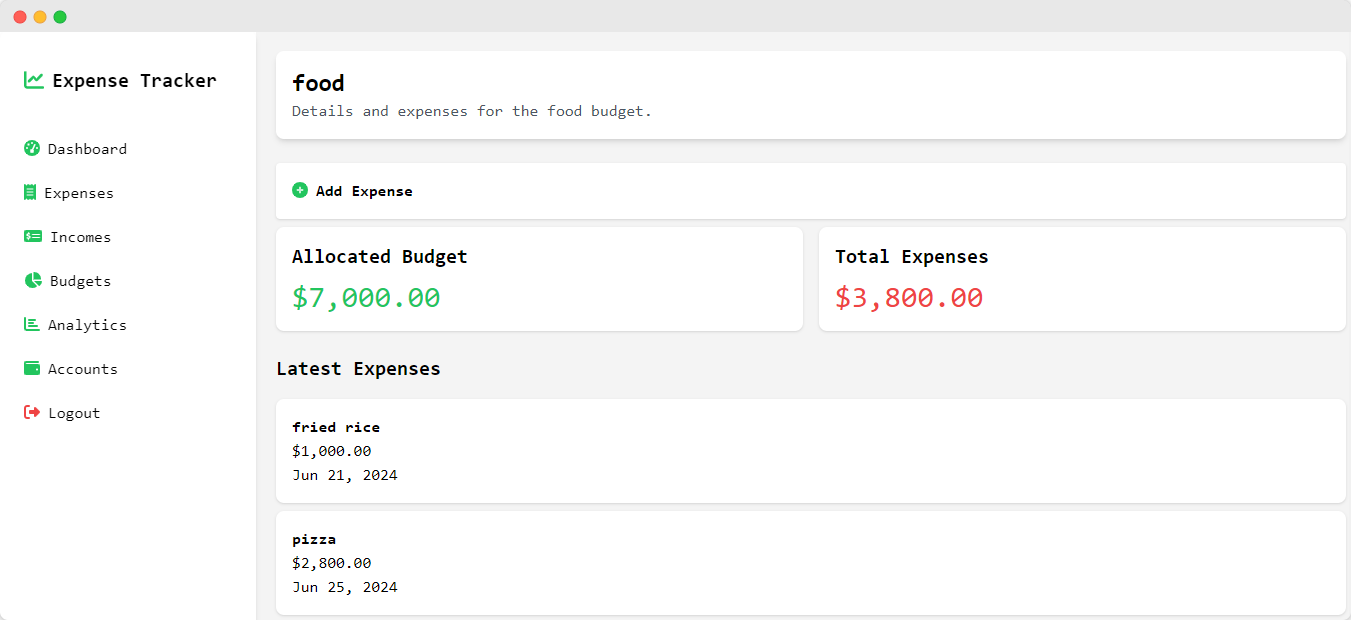 Expense Tracker
Dashboard
Expenses
Incomes
Budgets
Analytics
Accounts
Logout
food
Details and expenses for the food budget.
Add Expense
Allocated Budget
$7,000.00
Total Expenses
$3,800.00
Latest Expenses
fried rice
$1,000.00
Jun 21, 2024
pizza
$2,800.00
Jun 25, 2024